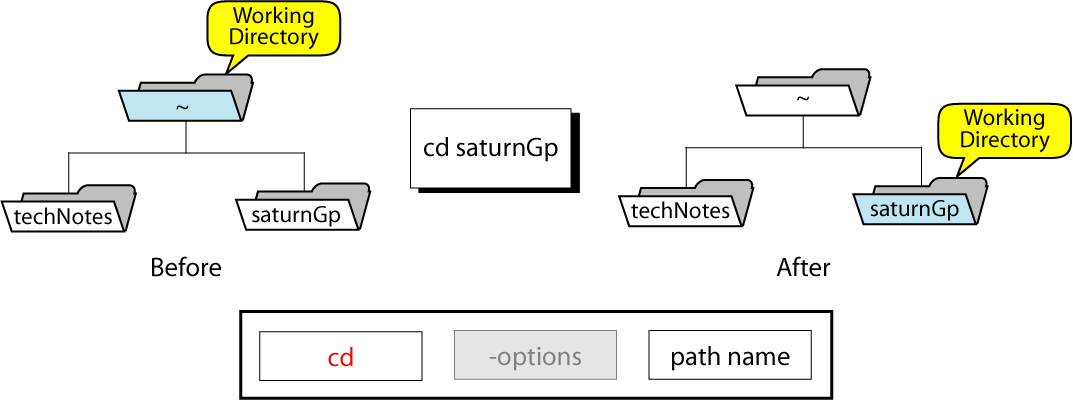 Working
Directory
~
techNotes
saturnGp
Before
cd saturnGp
~
Working
Directory
techNotes
saturnGp
After
cd
-options
path name